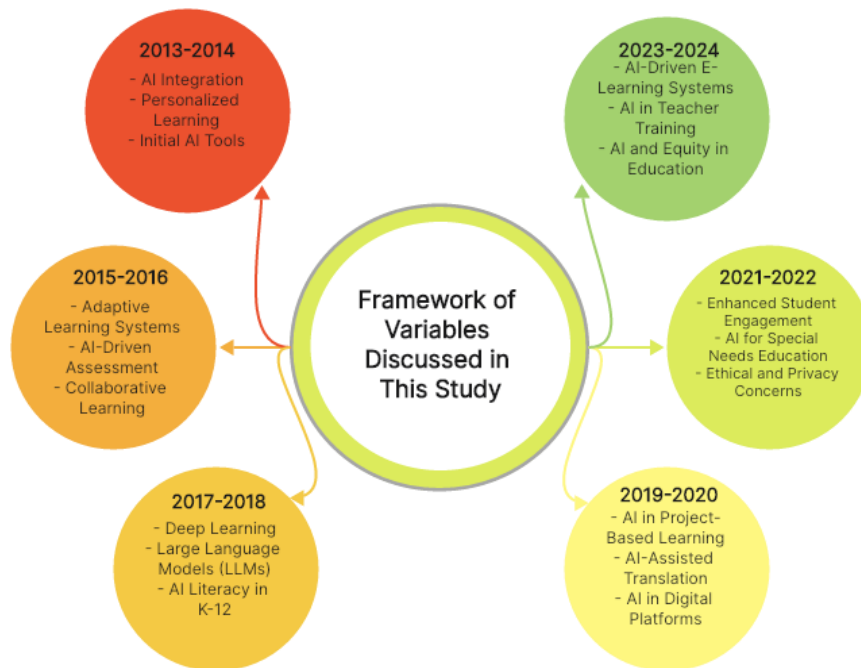 2013-2014
- AI Integration
- Personalized
Learning
- Initial AI Tools
2023-2024
- AI-Driven E-
Learning Systems
- AI in Teacher
Training
- AI and Equity in
Education
2015-2016
- Adaptive
Learning Systems
- AI-Driven
Assessment
- Collaborative
Learning
Framework of
Variables
Discussed in
This Study
2021-2022
- Enhanced Student
Engagement
- AI for Special
Needs Education
- Ethical and Privacy
Concerns
2017-2018
- Deep Learning
- Large Language
Models (LLMs)
- AI Literacy in
K-12
2019-2020
- AI in Project-
Based Learning
- AI-Assisted
Translation
- AI in Digital
Platforms